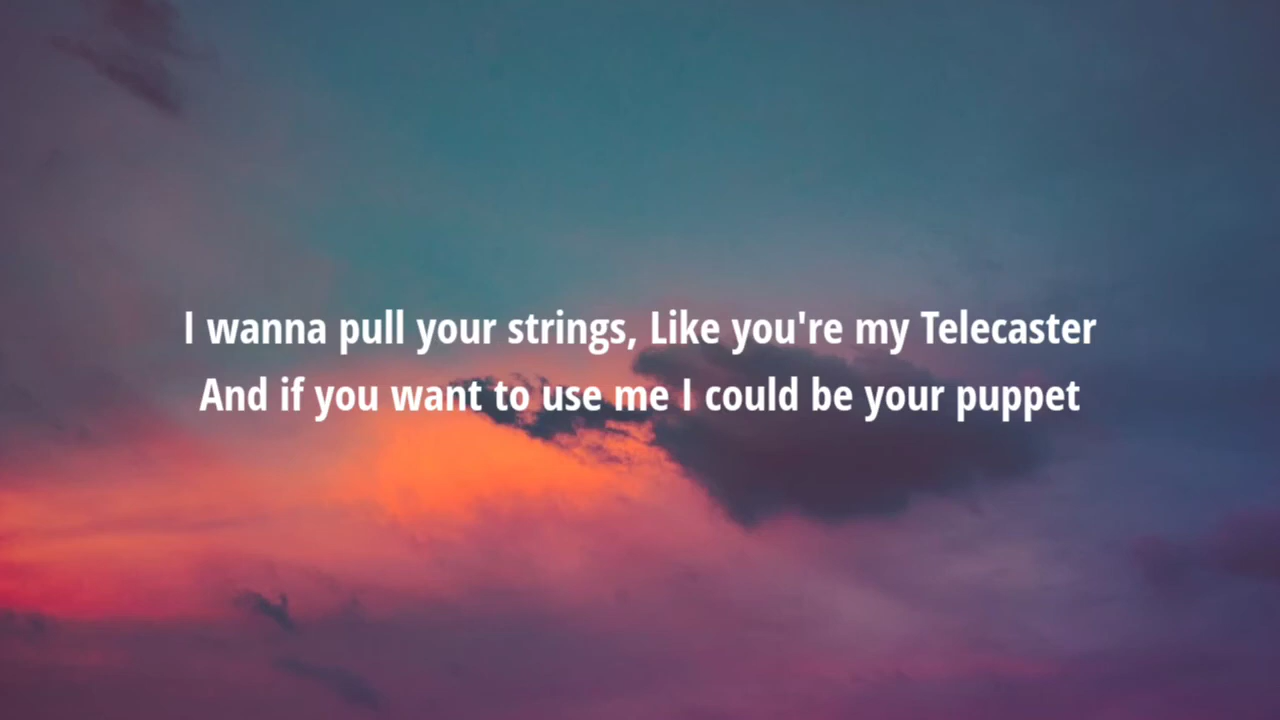 I wanna pull your strings, Like you're my Telecaster
And if you want to use me I could be your puppet